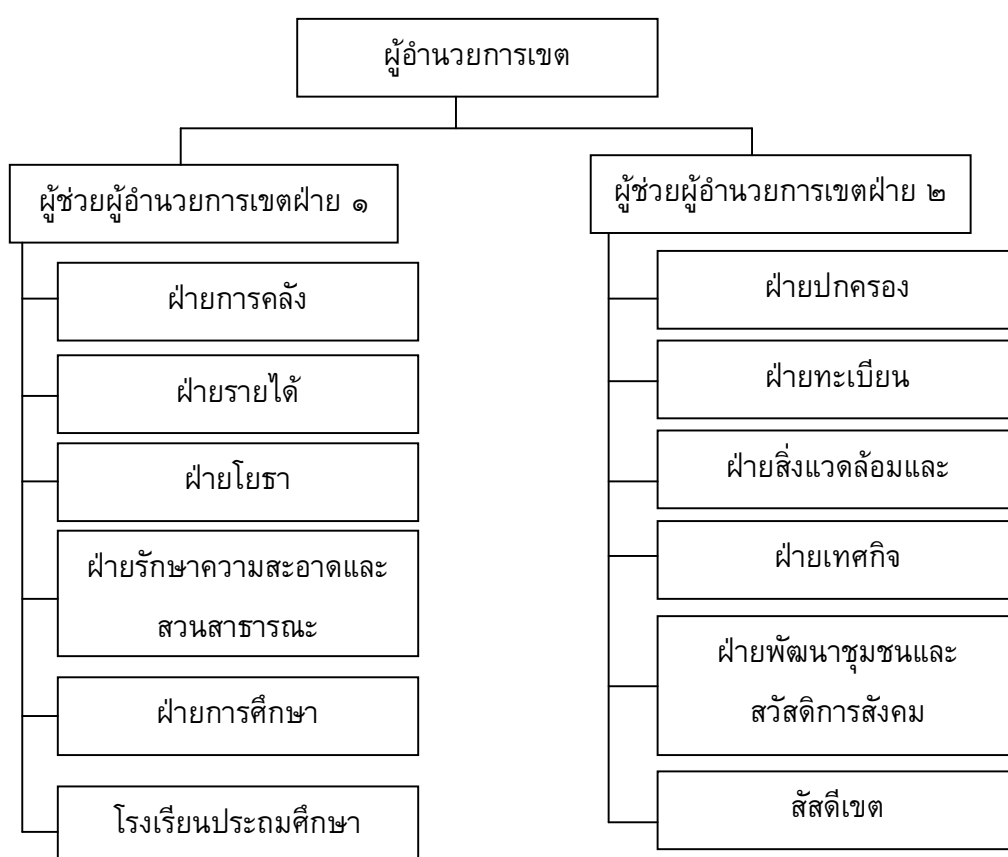 ผู้อำนวยการเขต
ผู้ช่วยผู้อำนวยการเขตฝ่าย ๑
ฝ่ายการคลัง
ฝ่ายรายได้
ฝ่ายโยธา
ฝ่ายรักษาความสะอาดและ
สวนสาธารณะ
ฝ่ายการศึกษา
โรงเรียนประถมศึกษา
ผู้ช่วยผู้อำนวยการเขตฝ่าย ๒
ฝ่ายปกครอง
ฝ่ายทะเบียน
ฝ่ายสิ่งแวดล้อมและ
ฝ่ายเทศกิจ
ฝ่ายพัฒนาชุมชนและ
สวัสดิการสังคม
สัสดีเขต